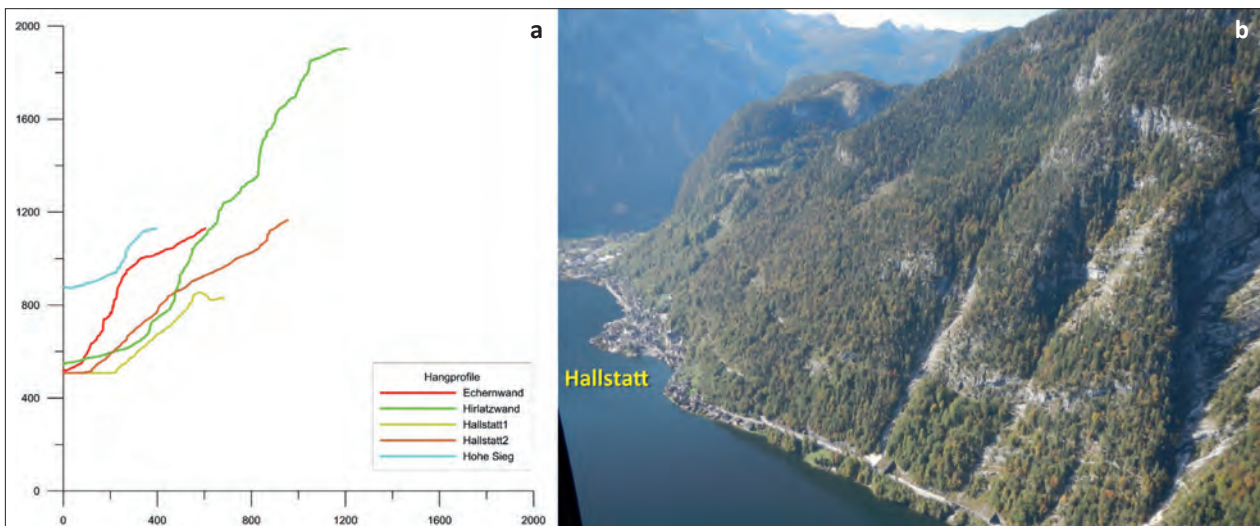 a
b
2000
1600
1200
800
400
0
0
400
800
1200
1600
2000
Hangprofile
Echernwand
Hirlatzwand
Hallstatt1
Hallstatt2
Hohe Sieg
Hallstatt